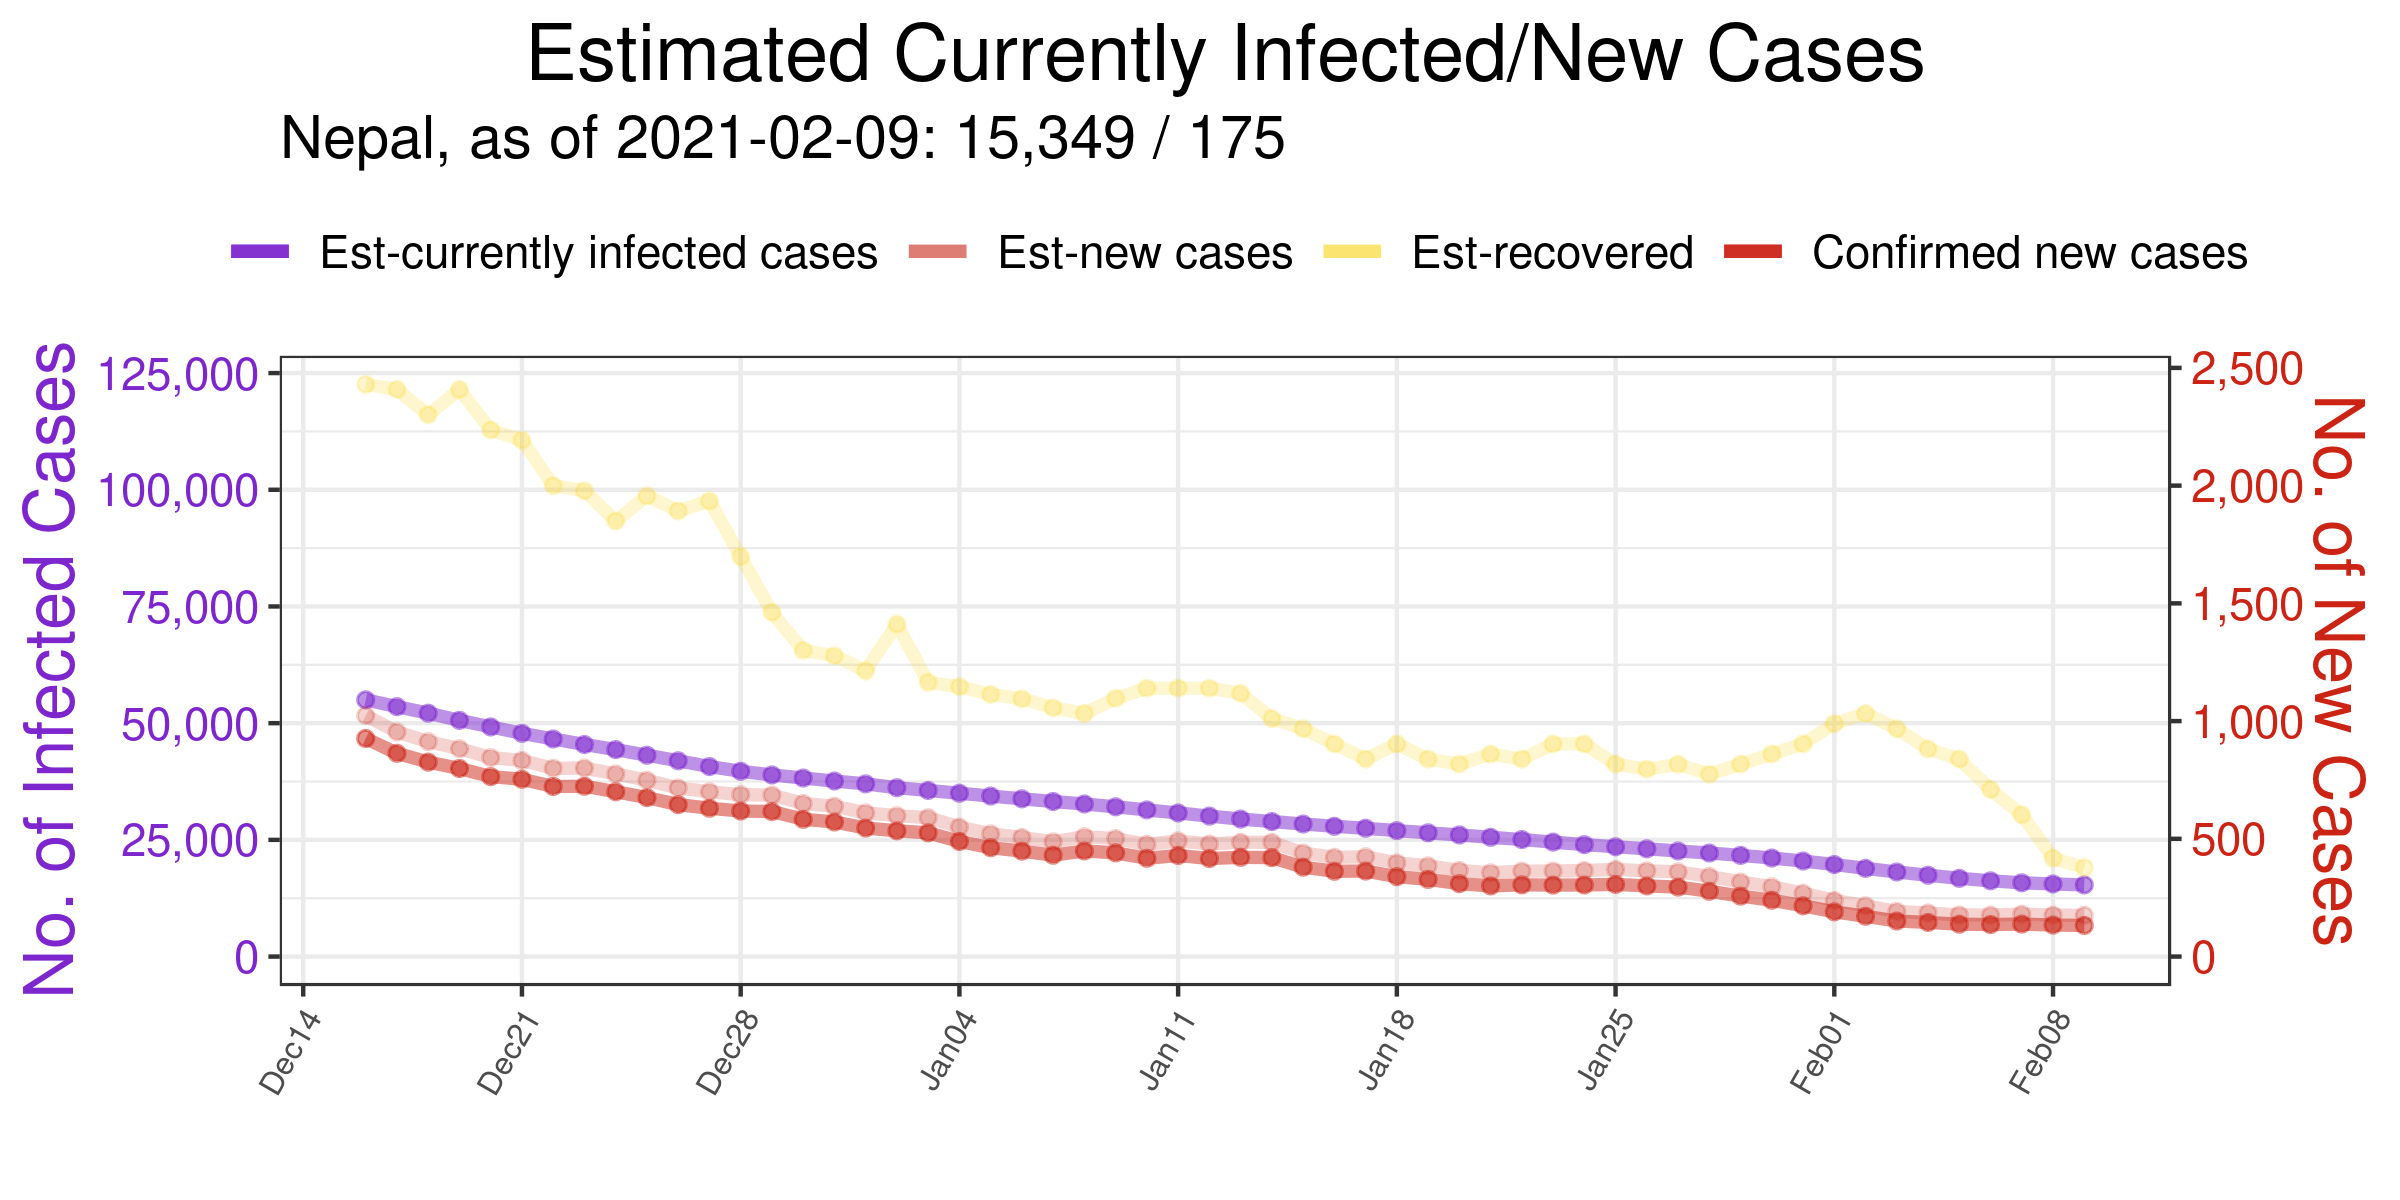 Estimated Currently Infected/New Cases
Nepal, as of 2021-02-09: 15,349 / 175
Est-currently infected cases Est-new cases Est-recovered Confirmed new cases
No. of Infected Cases
125,000
100,000
75,000
50,000
25,000
0
2,500
2,000
1,500
1,000
500
0
No. of New Cases
Dec14 Dec21 Dec28 Jan04 Jan11 Jan18 Jan25 Feb01 Feb08